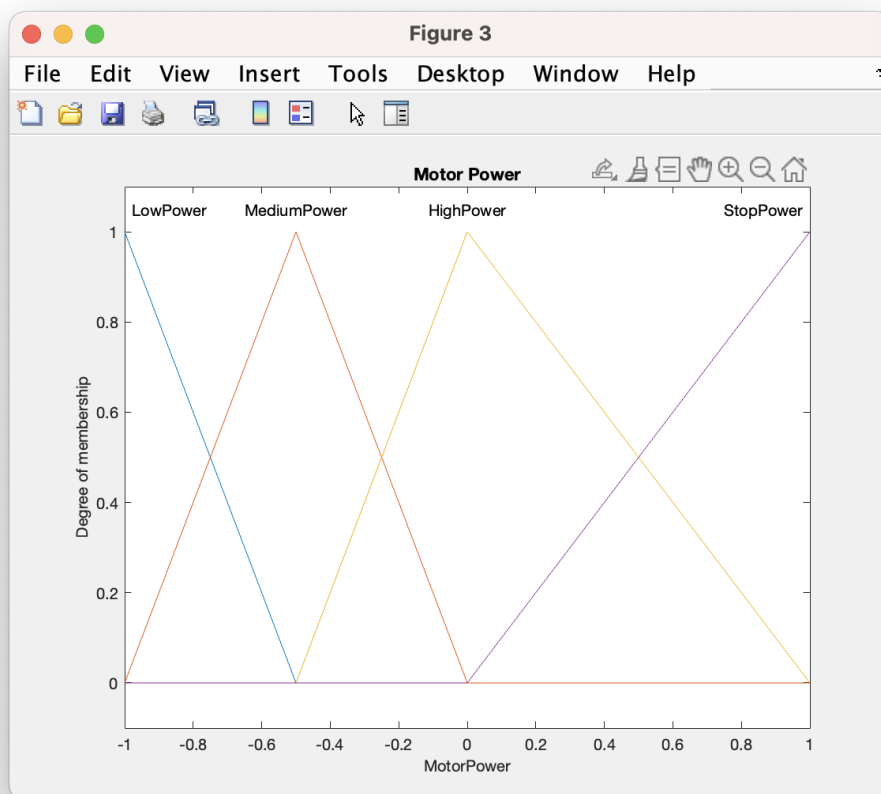 Figure 3
File Edit View Insert Tools Desktop Window Help
Motor Power
LowPower MediumPower HighPower StopPower
1
0.8
0.6
0.4
0.2
0
Degree of membership
-1 -0.8 -0.6 -0.4 -0.2 0 0.2 0.4 0.6 0.8 1
MotorPower